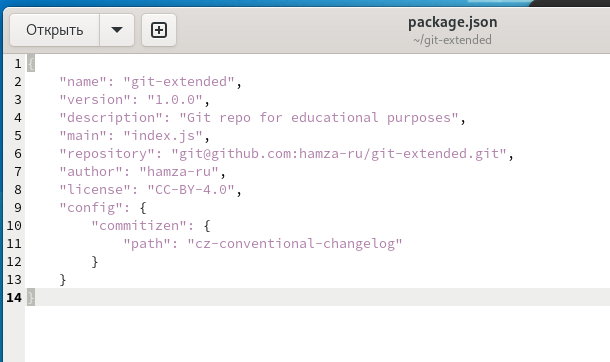 Открыть
package.json
~/git-extended
1 {
2     "name": "git-extended",
3     "version": "1.0.0",
4     "description": "Git repo for educational purposes",
5     "main": "index.js",
6     "repository": "git@github.com:hamza-ru/git-extended.git",
7     "author": "hamza-ru",
8     "license": "CC-BY-4.0",
9     "config": {
10         "commitizen": {
11             "path": "cz-conventional-changelog"
12         }
13     }
14 }